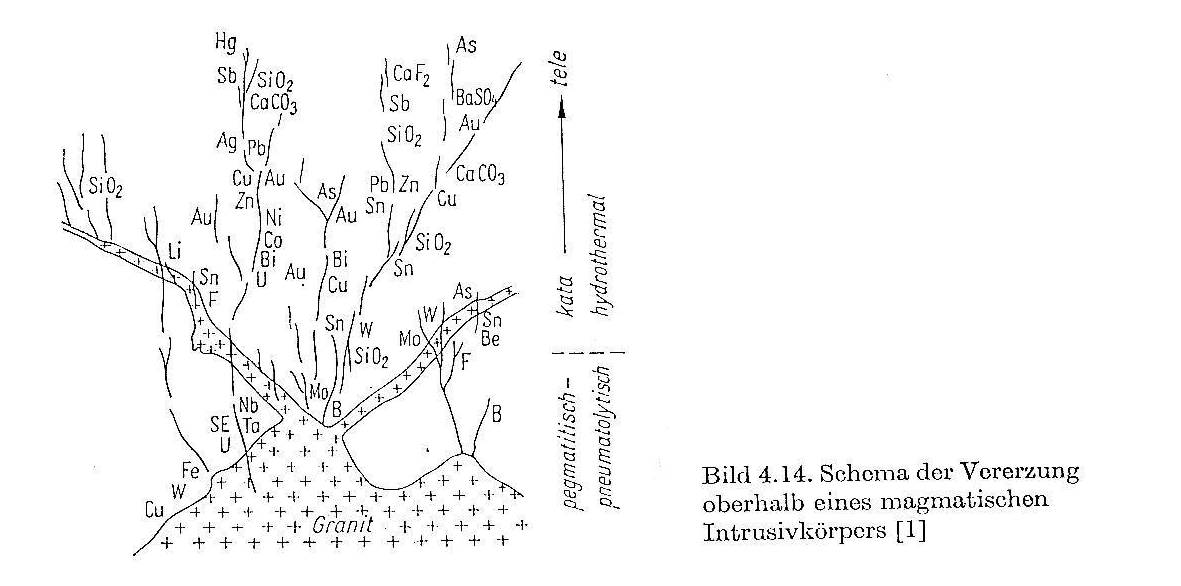 Hg
As
Sb
SiO2
CaCO3
CaF2
Sb
BaSO4
Au
SiO2
Ag
Pb
SiO2
Cu
Au
Zn
As
Pb
Zn
CaCO3
Sn
Cu
Au
Ni
Co
Au
SiO2
Li
Bi
U
Au
Bi
Cu
Sn
Sn
F
As
Sn
W
SiO2
W
Mo
Sn
Be
F
Mo
B
B
Nb
Ta
SE
U
Fe
W
Cu
Granit
tele
kata
hydrothermal
pegmatitisch-
pneumatolytisch
Bild 4.14. Schema der Vererzung
oberhalb eines magmatischen
Intrusivkörpers [1]